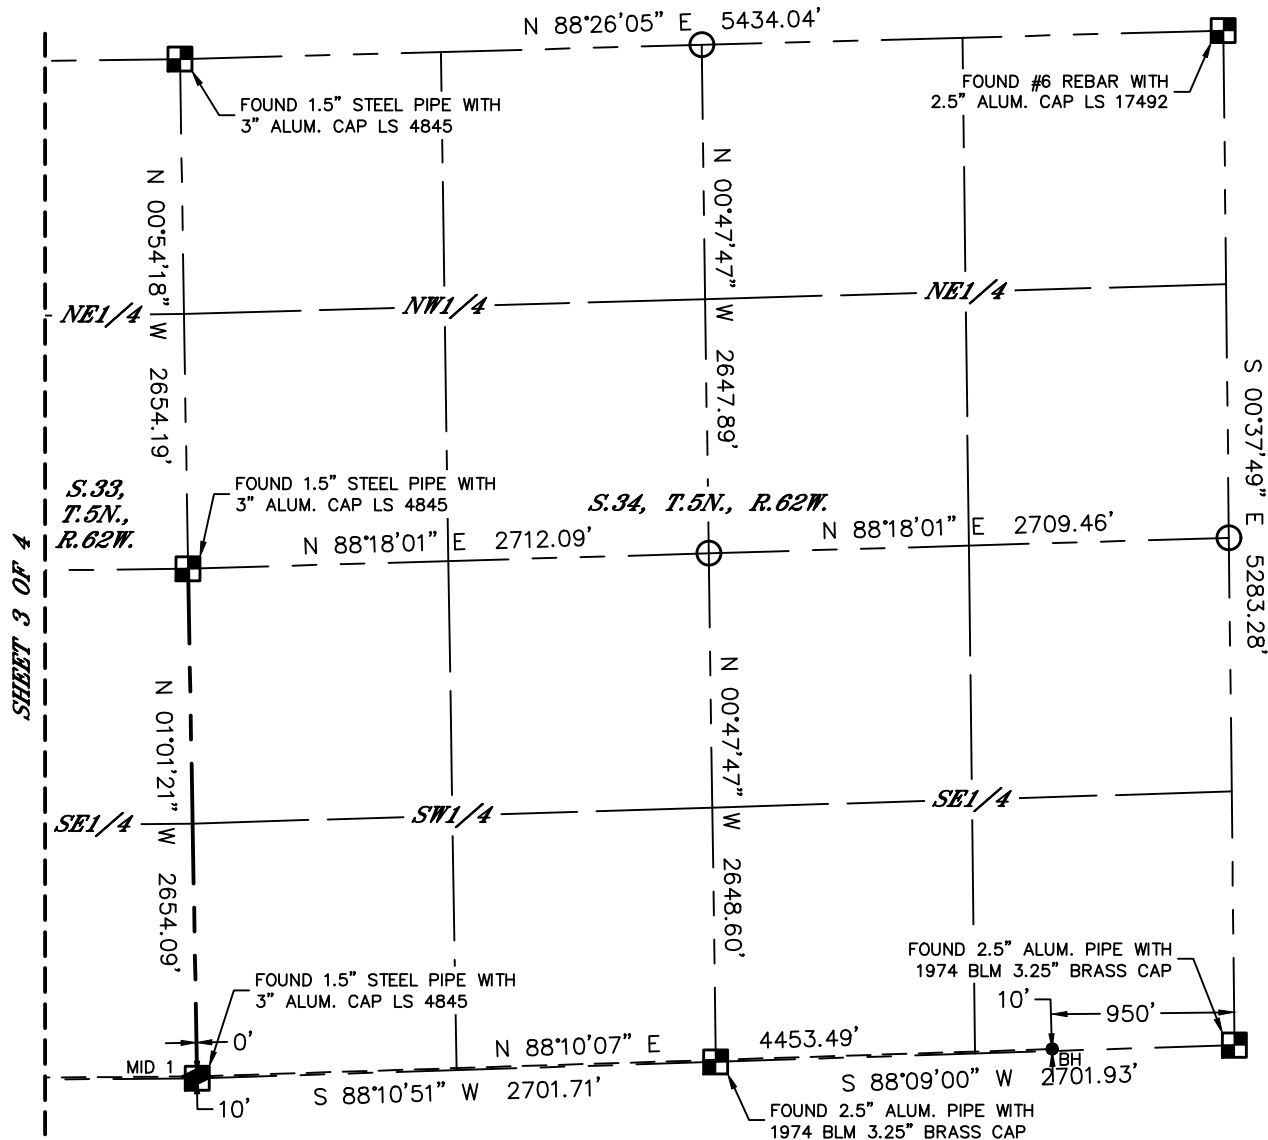 N 88°26'05" E 5434.04'
FOUND #6 REBAR WITH
2.5" ALUM. CAP LS 17492
FOUND 1.5" STEEL PIPE WITH
3" ALUM. CAP LS 4845
N 00°54'18" W 2654.19'
N 00°47'47" W 2647.89'
NE1/4
NW1/4
NE1/4
S 00°37'49" E 5283.28'
S.33,
T.5N.,
R.62W.
FOUND 1.5" STEEL PIPE WITH
3" ALUM. CAP LS 4845
S.34, T.5N., R.62W.
N 88°18'01" E 2712.09'
N 88°18'01" E 2709.46'
SHEET 3 OF 4
N 01°01'21" W 2654.09'
N 00°47'47" W 2648.60'
SE1/4
SW1/4
SE1/4
FOUND 2.5" ALUM. PIPE WITH
1974 BLM 3.25" BRASS CAP
FOUND 1.5" STEEL PIPE WITH
3" ALUM. CAP LS 4845
10'
950'
0'
N 88°10'07" E 4453.49'
MID 1
BH
S 88°10'51" W 2701.71'
S 88°09'00" W 2701.93'
10'
FOUND 2.5" ALUM. PIPE WITH
1974 BLM 3.25" BRASS CAP